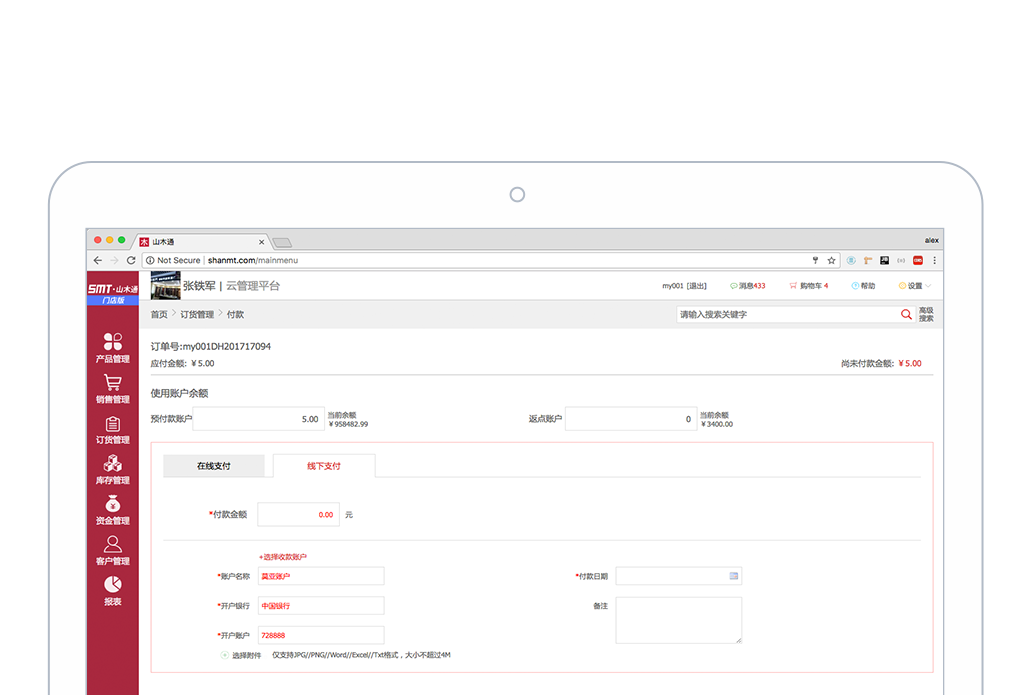 山木通
alex
Not Secure | shanmt.com/mainmenu
SMT·山木通
门店版
张铁军 | 云管理平台
my001 [退出]
消息433
购物车 4
帮助
设置
首页 > 订货管理 > 付款
请输入搜索关键字
高级
搜索
产品管理
销售管理
订货管理
库存管理
资金管理
客户管理
报表
订单号:my001DH201717094
应付金额: ¥ 5.00
尚未付款金额: ¥ 5.00
使用账户余额
预付款账户 5.00
当前余额
¥ 958482.99
返点账户 0
当前余额
¥ 3400.00
在线支付
线下支付
*付款金额 0.00 元
+选择收款账户
*账户名称 莫亚账户
*付款日期
*开户银行 中国银行
备注
*开户账户 728888
选择附件 仅支持JPG//PNG//Word//Excel//Txt格式，大小不超过4M